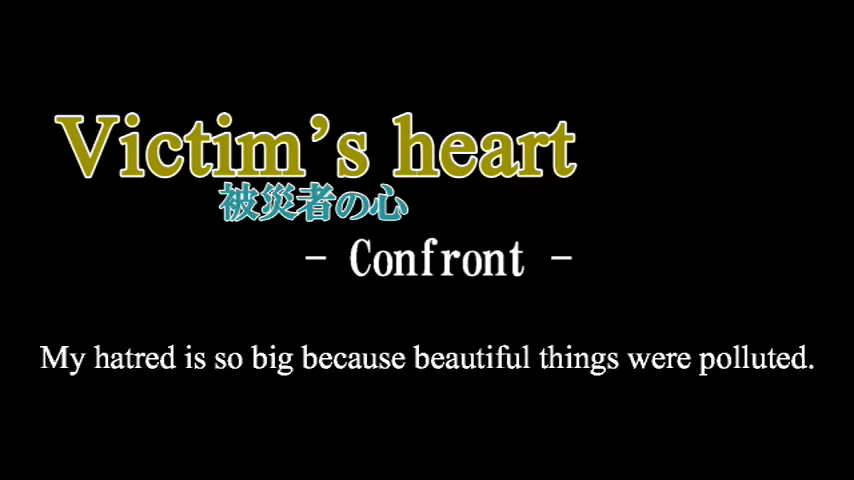 Victim’s heart
被災者の心
- Confront -
My hatred is so big because beautiful things were polluted.